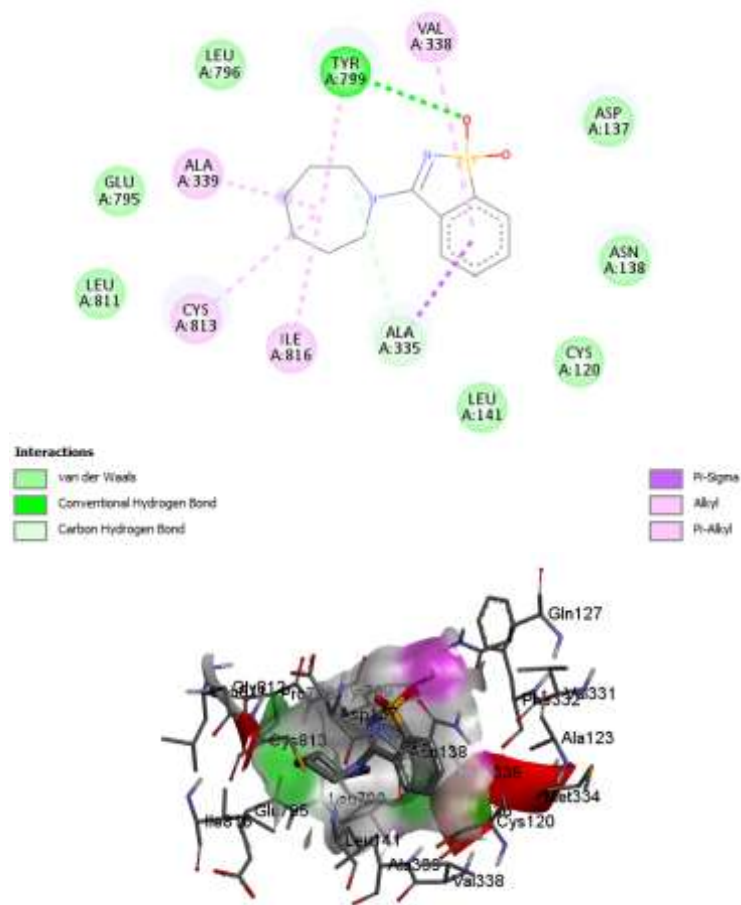 VAL
A:338
LEU
A:796
TYR
A:799
ASP
A:137
ALA
A:339
GLU
A:795
ASN
A:138
LEU
A:811
CYS
A:813
ILE
A:816
ALA
A:335
CYS
A:120
LEU
A:141
Interactions
van der Waals
Conventional Hydrogen Bond
Carbon Hydrogen Bond
Pi-Sigma
Alkyl
Pi-Alkyl
Gln127
Gly812
Val331
Ala123
Cys813
Cys120
Leu141
Val338